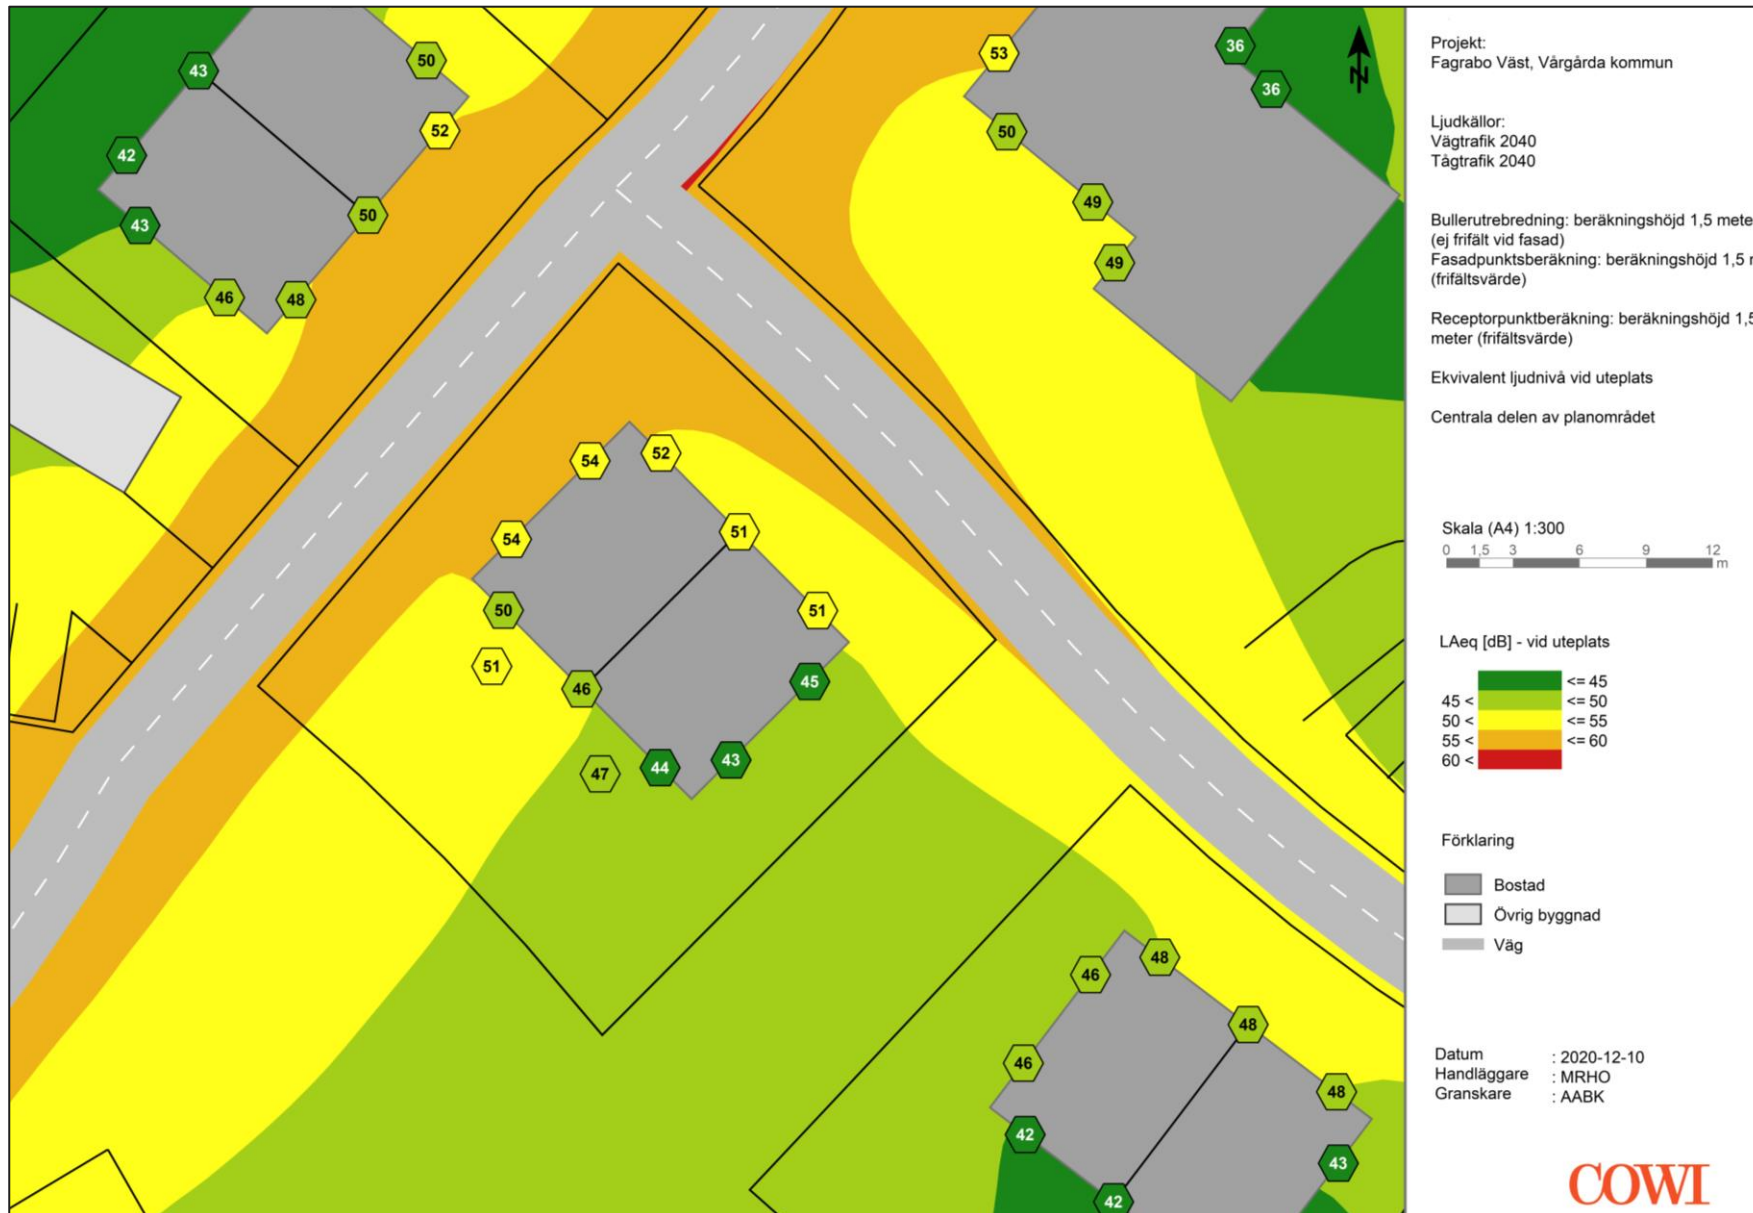 53
36
50
43
36
52
50
42
49
50
43
49
46
48
52
54
51
54
50
51
51
46
45
47
44
43
48
46
48
46
48
42
43
42
N
Projekt:
Fagrabo Väst, Vårgårda kommun
Ljudkällor:
Vägtrafik 2040
Tågtrafik 2040
Bullerutrebredning: beräkningshöjd 1,5 mete
(ej frifält vid fasad)
Fasadpunktsberäkning: beräkningshöjd 1,5
(frifältsvärde)
Receptorpunktberäkning: beräkningshöjd 1,5
meter (frifältsvärde)
Ekvivalent ljudnivå vid uteplats
Centrala delen av planområdet
Skala (A4) 1:300
0 1,5 3 6 9 12
m
LAeq [dB] - vid uteplats
<= 45
45 < <= 50
50 < <= 55
55 < <= 60
60 <
Förklaring
Bostad
Övrig byggnad
Väg
Datum : 2020-12-10
Handläggare : MRHO
Granskare : AABK
COWI